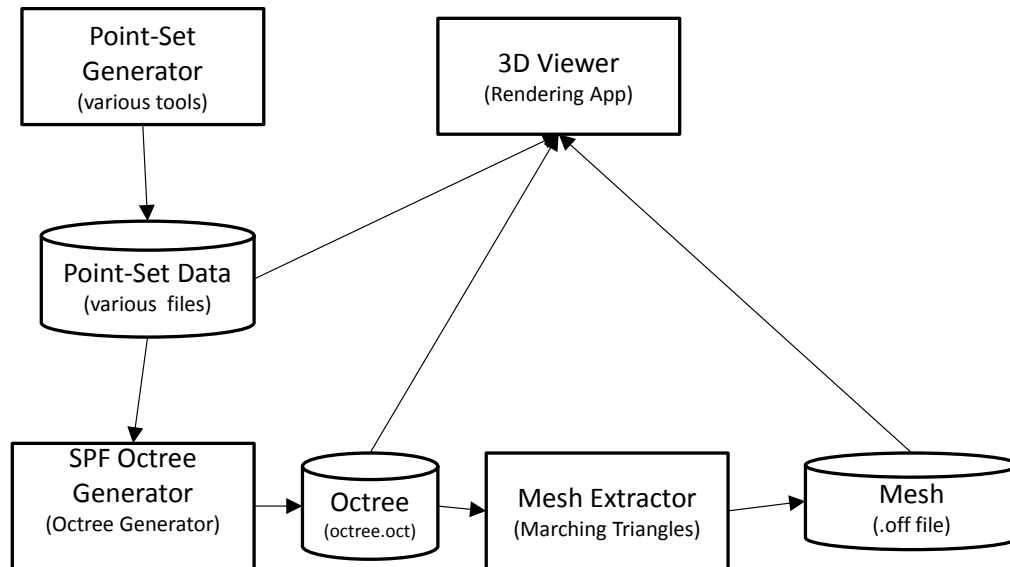 Point-Set
Generator
(various tools)
3D Viewer
(Rendering App)
Point-Set Data
(various files)
SPF Octree
Generator
(Octree Generator)
Octree
(octree.oct)
Mesh Extractor
(Marching Triangles)
Mesh
(.off file)